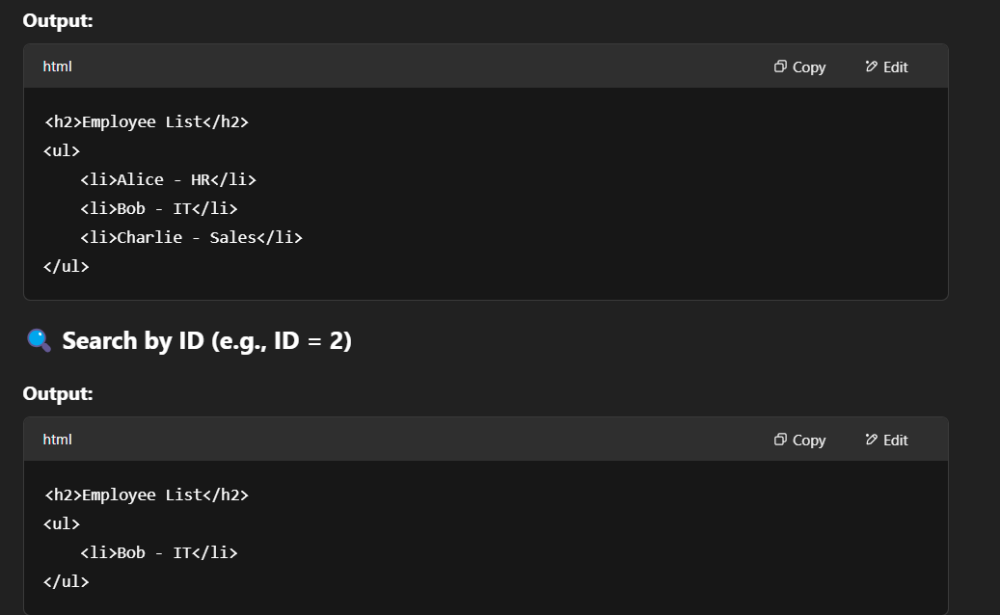 Output:
html
Copy
Edit
<h2>Employee List</h2>
<ul>
    <li>Alice - HR</li>
    <li>Bob - IT</li>
    <li>Charlie - Sales</li>
</ul>
Search by ID (e.g., ID = 2)
Output:
html
Copy
Edit
<h2>Employee List</h2>
<ul>
    <li>Bob - IT</li>
</ul>